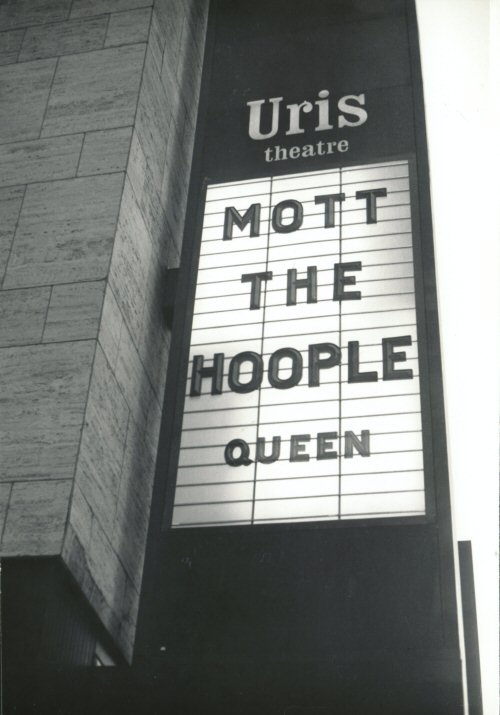 Uris
theatre
MOTT
THE
HOOPLE
QUEEN